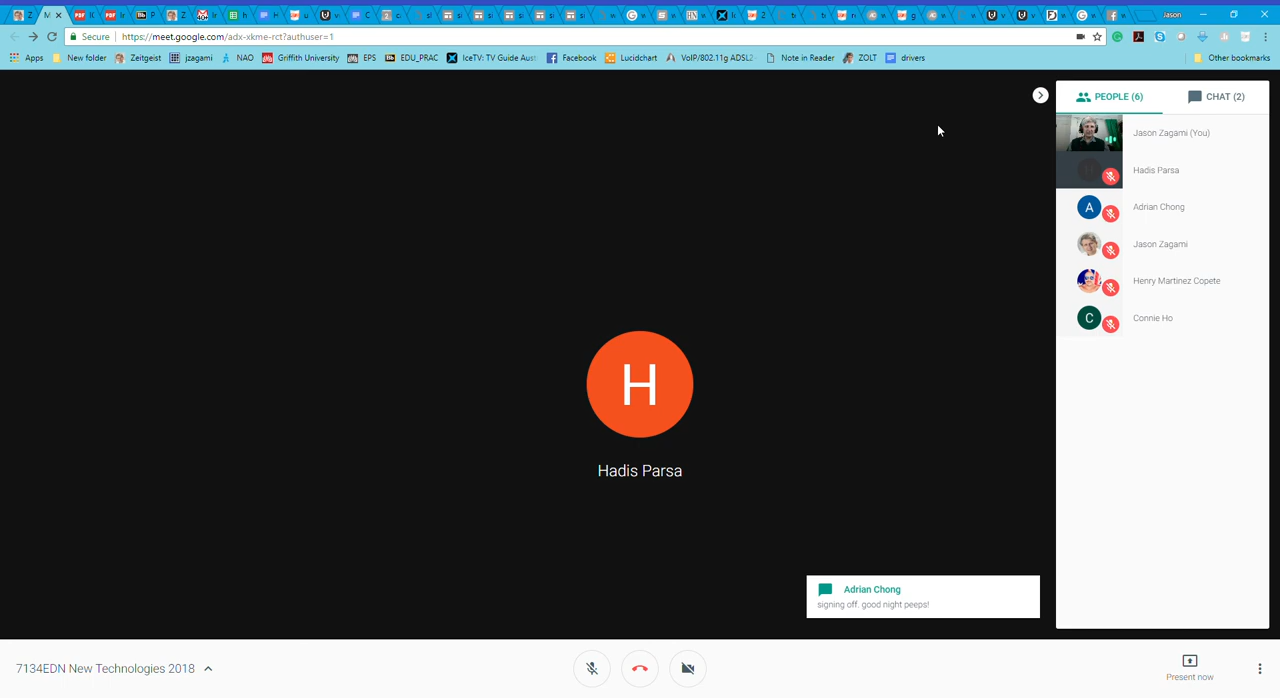 Jason
Secure
https://meet.google.com/adx-xkme-rct?authuser=1
Apps
New folder
Zeitgeist
jzagami
NAO
Griffith University
EPS
EDU_PRAC
IceTV: TV Guide Aust
Facebook
Lucidchart
VoIP/802.11g ADSL2
Note in Reader
ZOLT
drivers
Other bookmarks
PEOPLE (6)
CHAT (2)
Jason Zagami (You)
Hadis Parsa
A
Adrian Chong
Jason Zagami
Henry Martinez Copete
C
Connie Ho
H
Hadis Parsa
Adrian Chong
signing off. good night peeps!
7134EDN New Technologies 2018
Present now